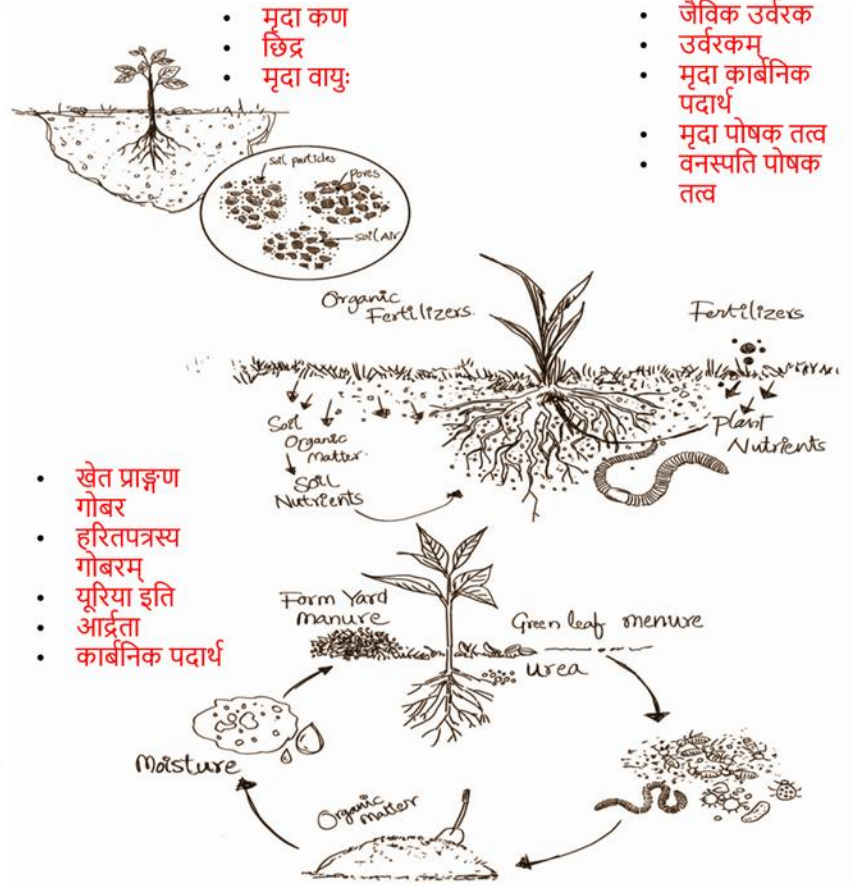 • मृदा कण
• छिद्र
• मृदा वायुः
• जैविक उर्वरक
• उर्वरकम्
• मृदा कार्बनिक
पदार्थ
• मृदा पोषक तत्व
• वनस्पति पोषक
तत्व
soil particles
Pores
soil Air
Organic
Fertilizers.
Fertilizers
Soil
Organic
Matter.
Soil
Nutrients
Plant
Nutrients
• खेत प्राङ्गण
गोबर
• हरितपत्रस्य
गोबरम्
• यूरिया इति
• आर्द्रता
• कार्बनिक पदार्थ
Form Yard
manure
Green leaf menure
Urea
Moisture
Organic
matter